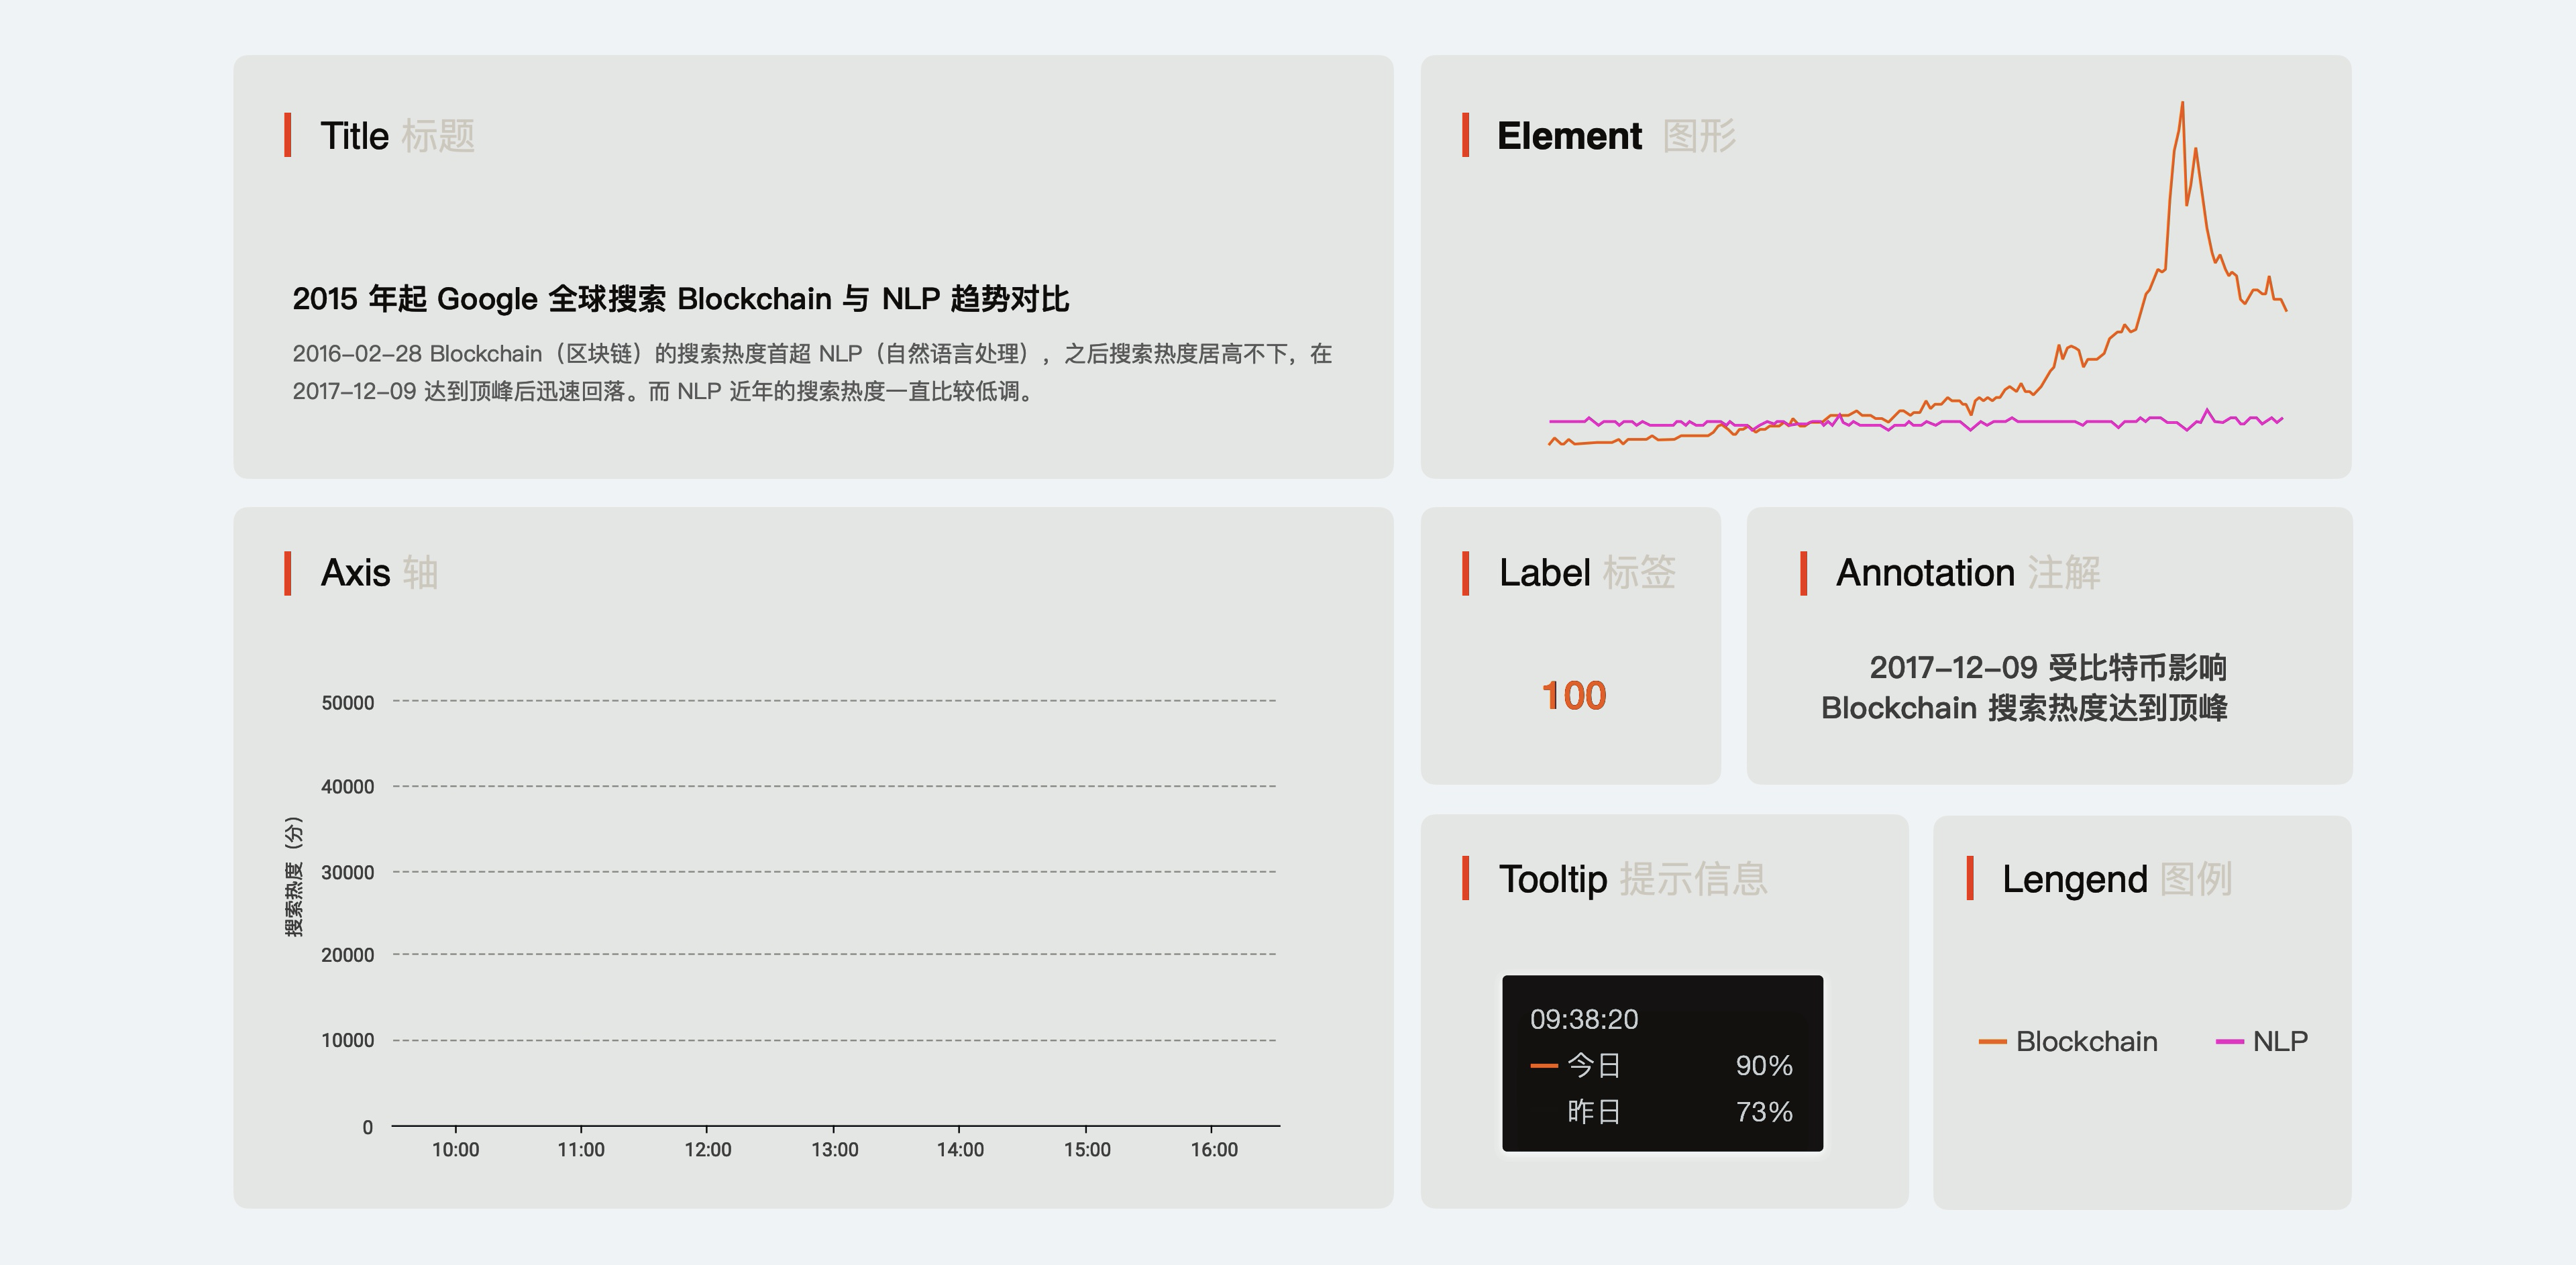 Title 标题
2015 年起 Google 全球搜索 Blockchain 与 NLP 趋势对比
2016-02-28 Blockchain（区块链）的搜索热度首超 NLP（自然语言处理），之后搜索热度居高不下，在
2017-12-09 达到顶峰后迅速回落。而 NLP 近年的搜索热度一直比较低调。
Element 图形
Axis 轴
搜索热度（分）
50000
40000
30000
20000
10000
0
10:00 11:00 12:00 13:00 14:00 15:00 16:00
Label 标签
100
Annotation 注解
2017-12-09 受比特币影响
Blockchain 搜索热度达到顶峰
Tooltip 提示信息
09:38:20
今日 90%
昨日 73%
Lengend 图例
Blockchain NLP